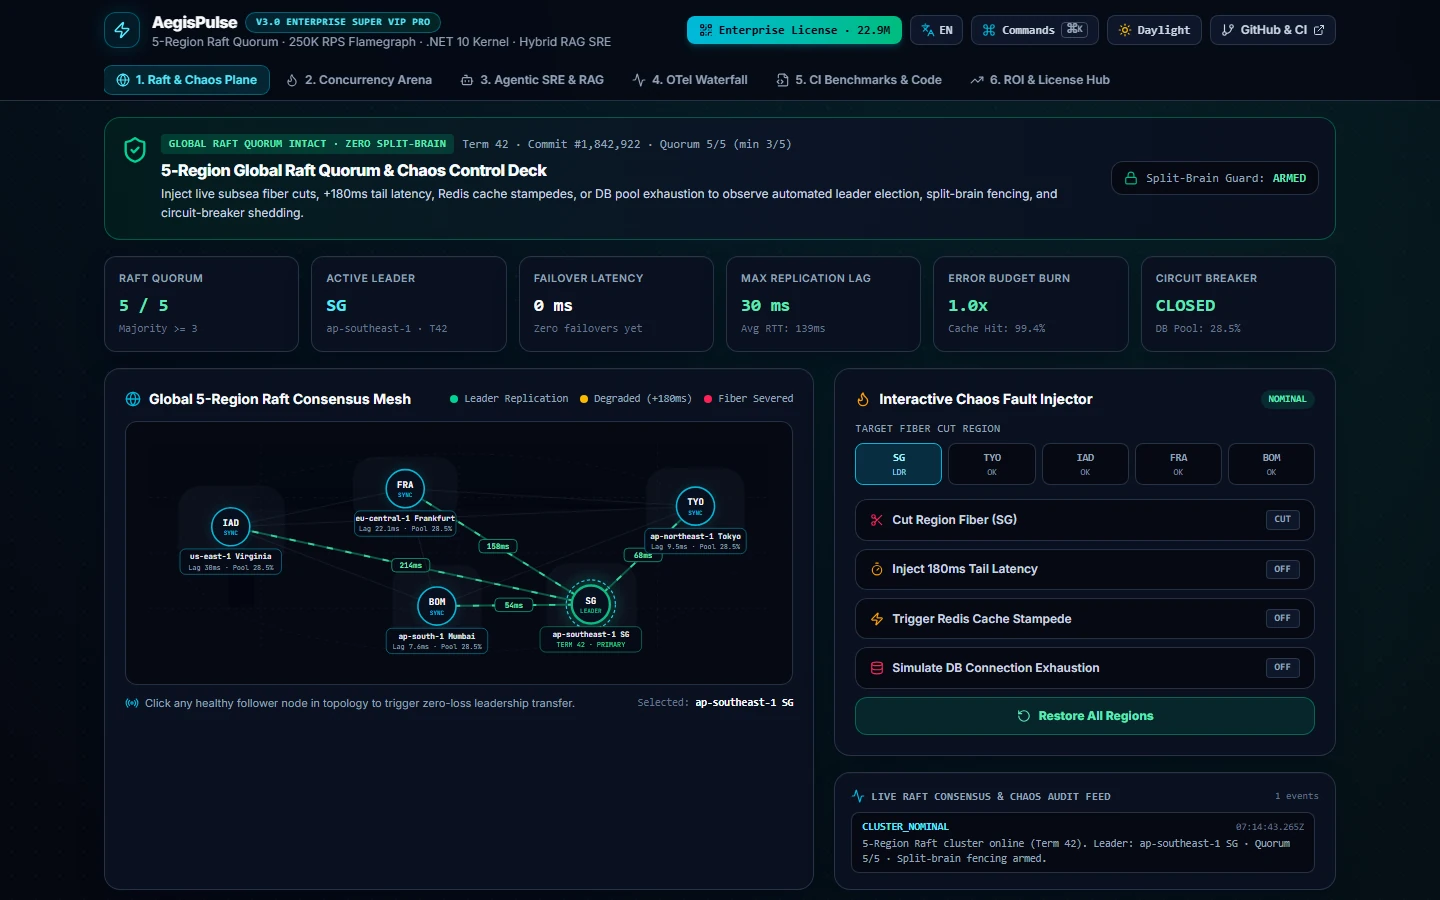 AegisPulse
V3.0 ENTERPRISE SUPER VIP PRO
5-Region Raft Quorum · 250K RPS Flamegraph · .NET 10 Kernel · Hybrid RAG SRE
Enterprise License · 22.9M
EN
Commands ⌘K
Daylight
GitHub & CI
1. Raft & Chaos Plane
2. Concurrency Arena
3. Agentic SRE & RAG
4. OTel Waterfall
5. CI Benchmarks & Code
6. ROI & License Hub
GLOBAL RAFT QUORUM INTACT · ZERO SPLIT-BRAIN
Term 42 · Commit #1,842,922 · Quorum 5/5 (min 3/5)
5-Region Global Raft Quorum & Chaos Control Deck
Inject live subsea fiber cuts, +180ms tail latency, Redis cache stampedes, or DB pool exhaustion to observe automated leader election, split-brain fencing, and
circuit-breaker shedding.
Split-Brain Guard: ARMED
RAFT QUORUM
5 / 5
Majority >= 3
ACTIVE LEADER
SG
ap-southeast-1 · T42
FAILOVER LATENCY
0 ms
Zero failovers yet
MAX REPLICATION LAG
30 ms
Avg RTT: 139ms
ERROR BUDGET BURN
1.0x
Cache Hit: 99.4%
CIRCUIT BREAKER
CLOSED
DB Pool: 28.5%
Global 5-Region Raft Consensus Mesh
Leader Replication
Degraded (+180ms)
Fiber Severed
FRA
SYNC
eu-central-1 Frankfurt
Lag 22.1ms · Pool 28.5%
TYO
SYNC
ap-northeast-1 Tokyo
Lag 9.5ms · Pool 28.5%
IAD
SYNC
us-east-1 Virginia
Lag 30ms · Pool 28.5%
158ms
68ms
214ms
54ms
BOM
SYNC
ap-south-1 Mumbai
Lag 7.6ms · Pool 28.5%
SG
LEADER
ap-southeast-1 SG
TERM 42 · PRIMARY
Click any healthy follower node in topology to trigger zero-loss leadership transfer.
Selected: ap-southeast-1 SG
Interactive Chaos Fault Injector
NOMINAL
TARGET FIBER CUT REGION
SG
LDR
TYO
OK
IAD
OK
FRA
OK
BOM
OK
Cut Region Fiber (SG)
CUT
Inject 180ms Tail Latency
OFF
Trigger Redis Cache Stampede
OFF
Simulate DB Connection Exhaustion
OFF
Restore All Regions
LIVE RAFT CONSENSUS & CHAOS AUDIT FEED
1 events
CLUSTER_NOMINAL
07:14:43.265Z
5-Region Raft cluster online (Term 42). Leader: ap-southeast-1 SG · Quorum
5/5 · Split-brain fencing armed.